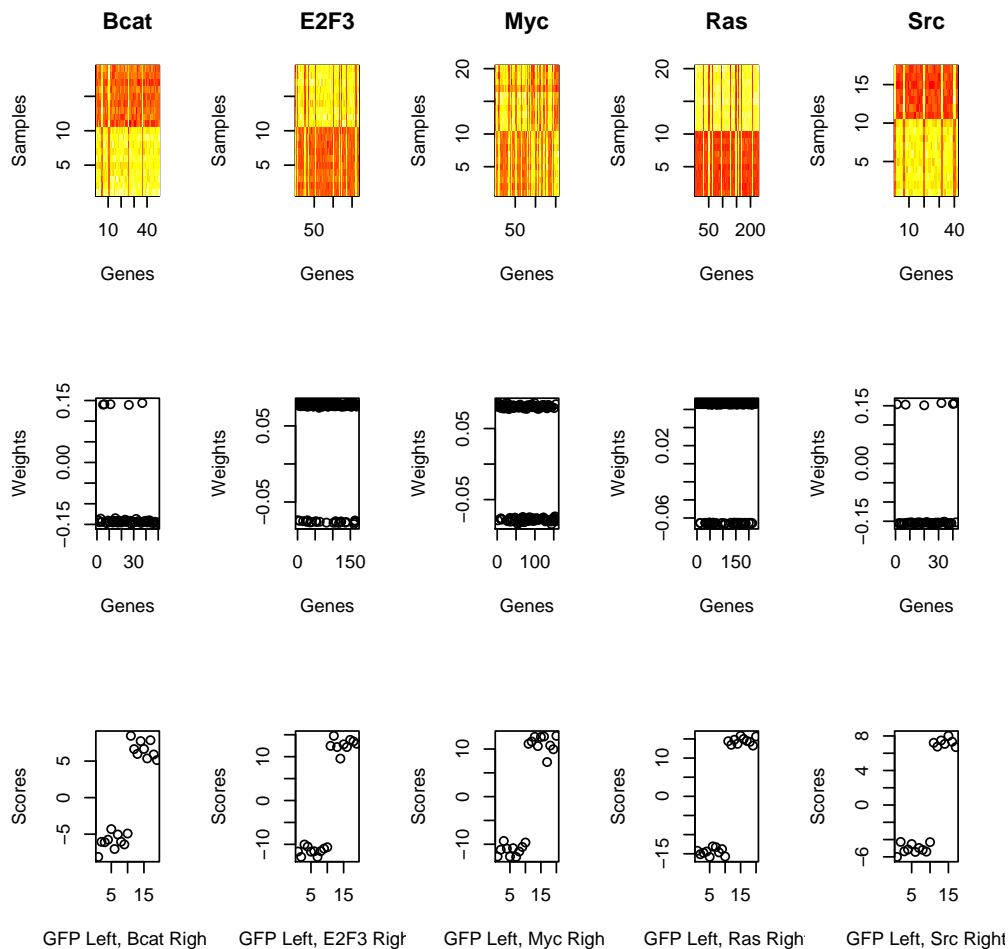 Bcat E2F3 Myc Ras Src
Samples
5 10
10 40
Genes
Samples
5 10
50
Genes
Samples
5 10 20
50
Genes
Samples
5 10 20
50 200
Genes
Samples
5 10 15
10 40
Genes
Weights
−0.15 0.00 0.15
0 30
Genes
Weights
−0.05 0.05
0 150
Genes
Weights
−0.05 0.05
0 100
Genes
Weights
−0.06 0.02
0 150
Genes
Weights
−0.15 0.00 0.15
0 30
Genes
Scores
−5 0 5
5 15
GFP Left, Bcat Righ
Scores
−10 0 10
5 15
GFP Left, E2F3 Righ
Scores
−10 0 10
5 15
GFP Left, Myc Right
Scores
−15 0 15
5 15
GFP Left, Ras Right
Scores
−6 −2 4 8
5 15
GFP Left, Src Right